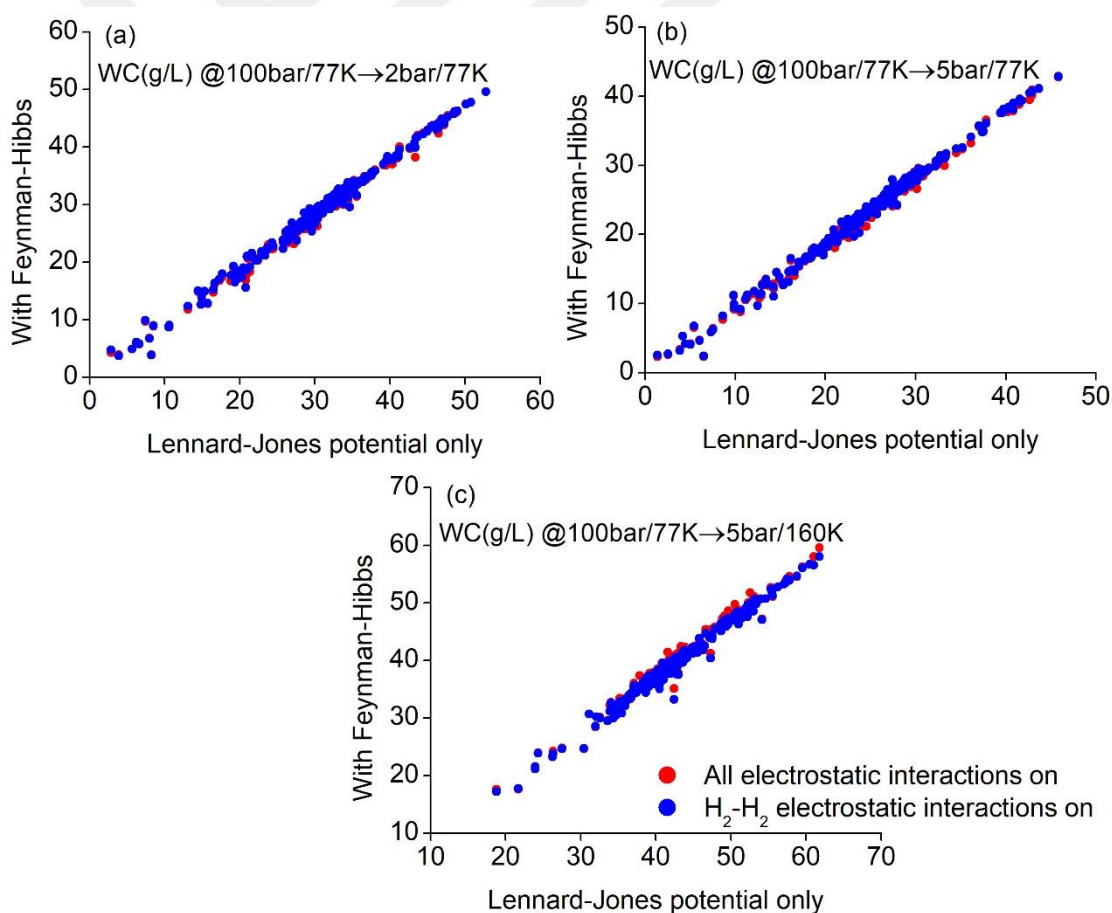 (a)
WC(g/L) @100bar/77K→2bar/77K
With Feynman-Hibbs
60
50
40
30
20
10
0
0 10 20 30 40 50 60
Lennard-Jones potential only
(b)
WC(g/L) @100bar/77K→5bar/77K
With Feynman-Hibbs
50
40
30
20
10
0
0 10 20 30 40 50
Lennard-Jones potential only
(c)
WC(g/L) @100bar/77K→5bar/160K
With Feynman-Hibbs
70
60
50
40
30
20
10
10 20 30 40 50 60 70
Lennard-Jones potential only
All electrostatic interactions on
H₂-H₂ electrostatic interactions on